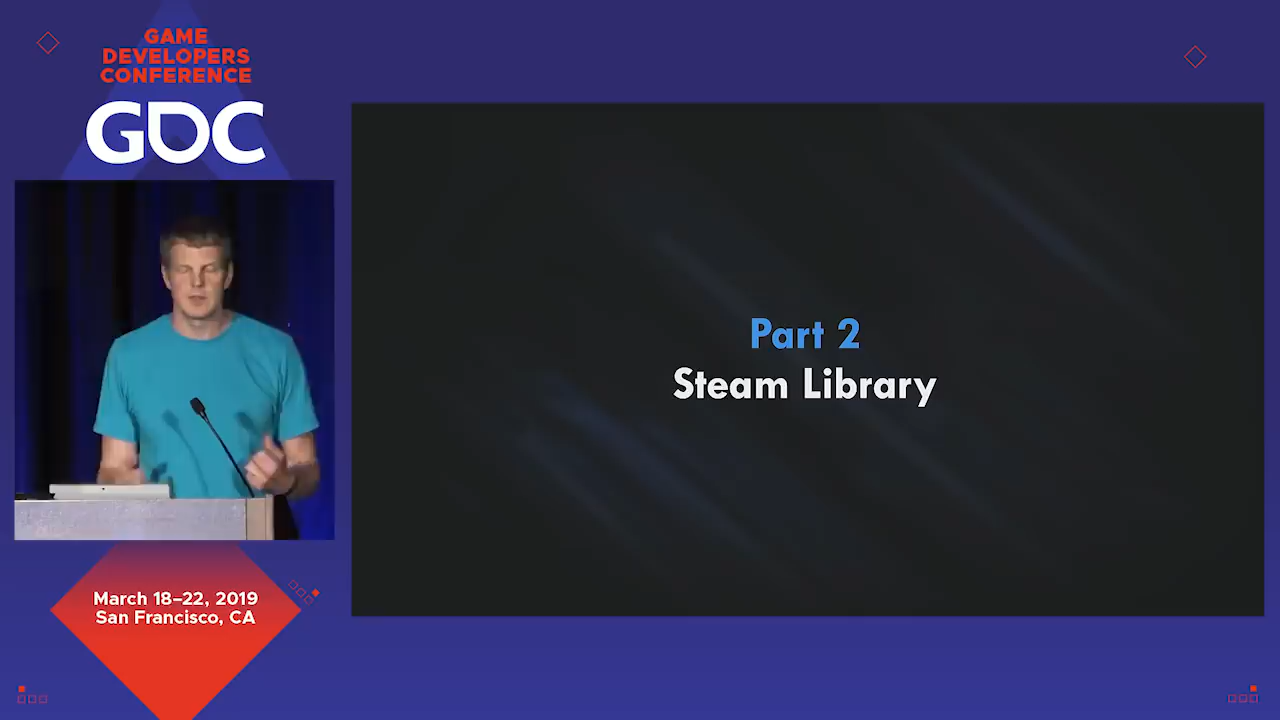 GAME
DEVELOPERS
CONFERENCE
GDC
Part 2
Steam Library
March 18–22, 2019
San Francisco, CA